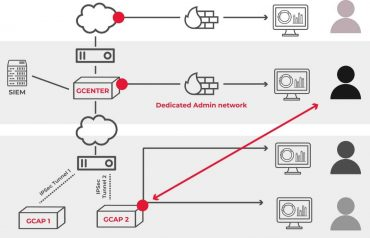 SIEM
GCENTER
Dedicated Admin network
IPSec Tunnel 1
IPSec
Tunnel 2
GCAP 1
GCAP 2